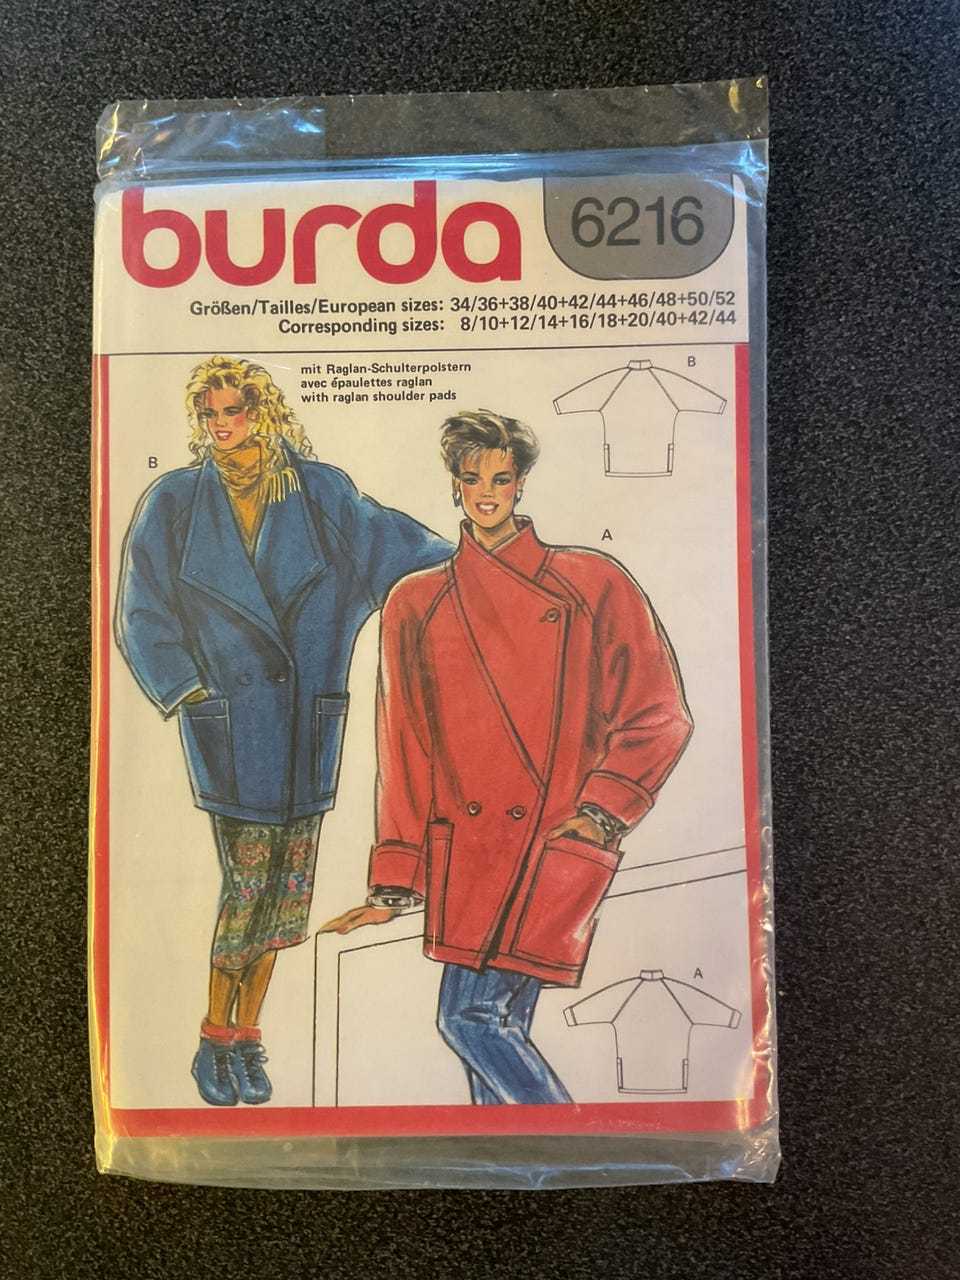 burda
6216
Größen/Tailles/European sizes: 34/36+38/40+42/44+46/48+50/52
Corresponding sizes: 8/10+12/14+16/18+20/40+42/44
mit Raglan-Schulterpolstern
avec épaulettes raglan
with raglan shoulder pads
B
B
A
A